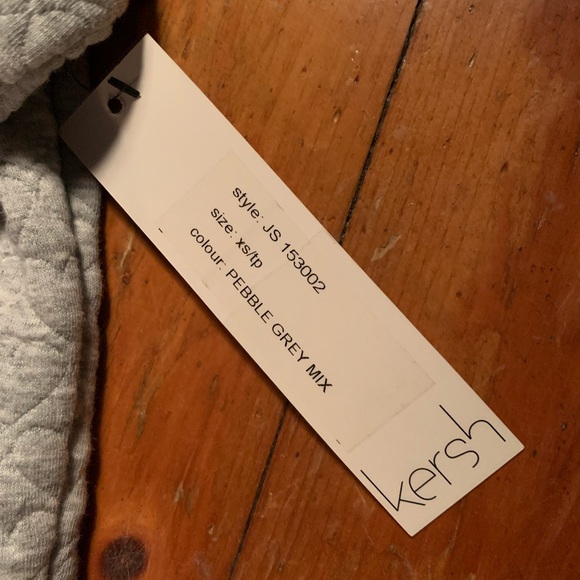 style: JS 153002
size: xs/tp
colour: PEBBLE GREY MIX
kersh